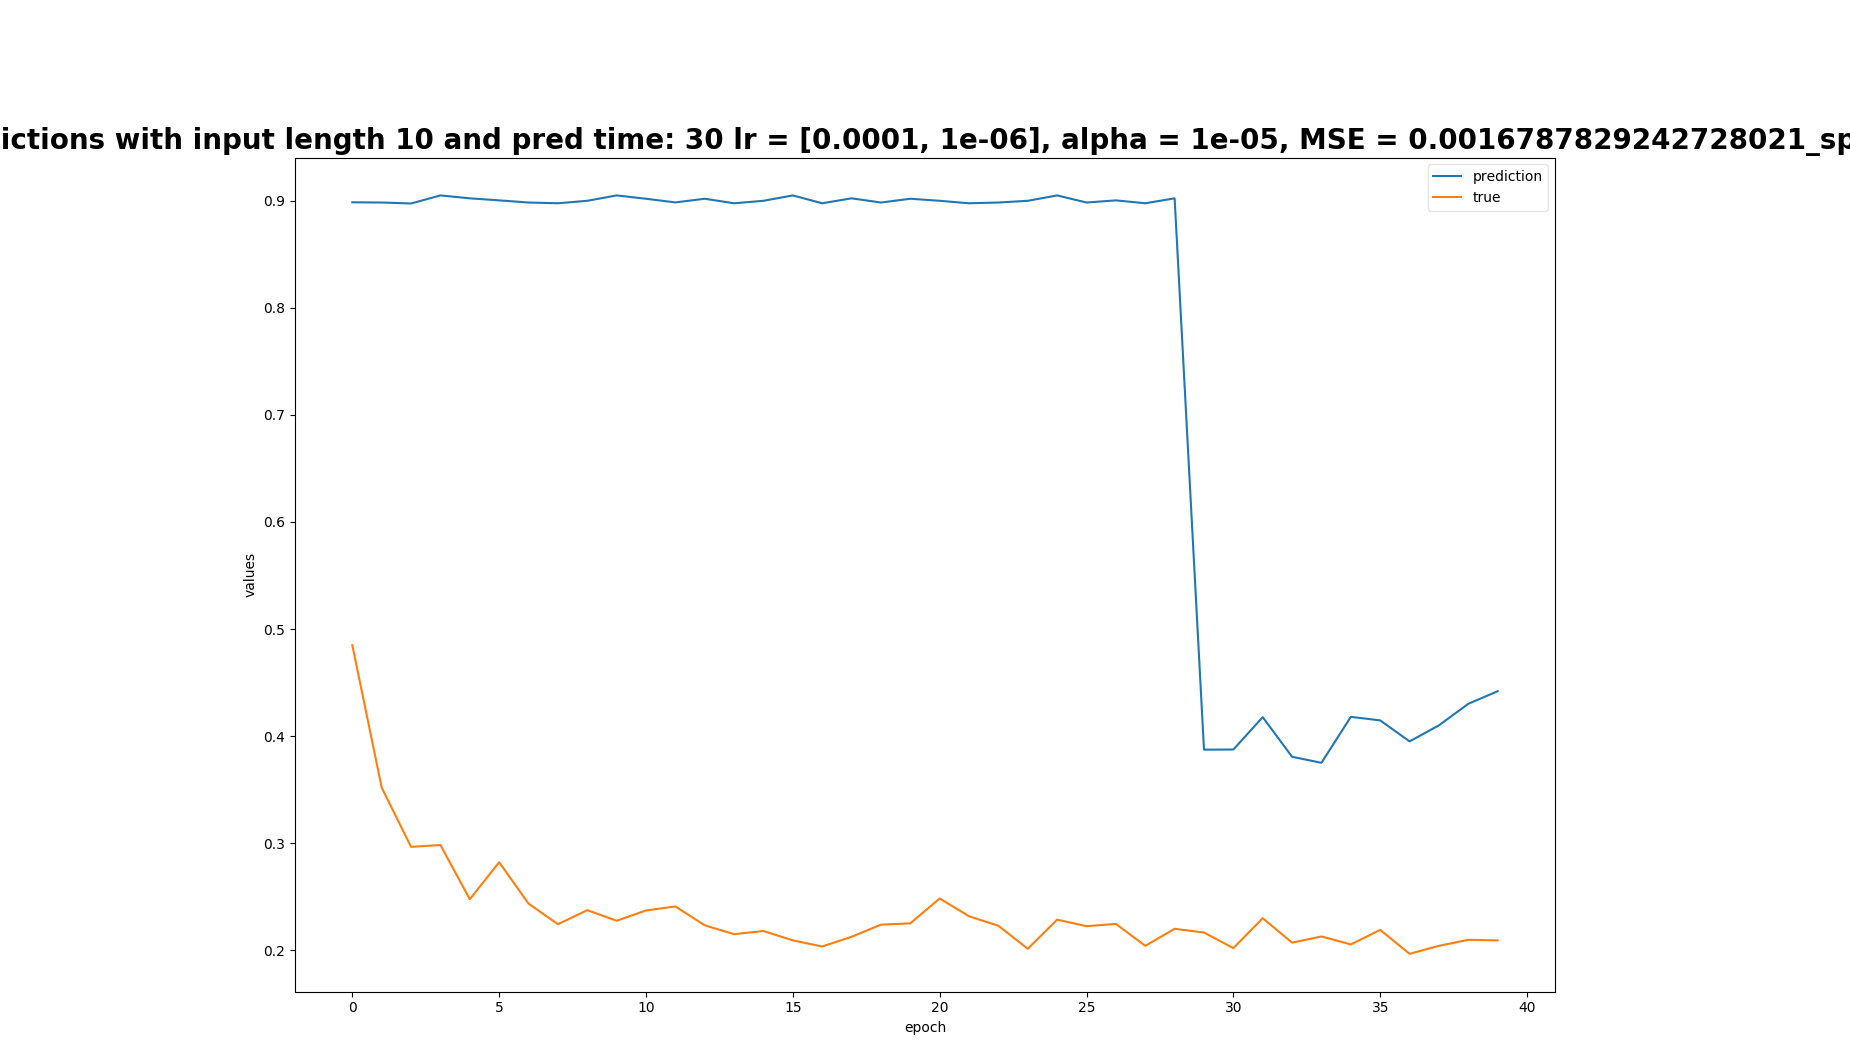 ictions with input length 10 and pred time: 30 lr = [0.0001, 1e-06], alpha = 1e-05, MSE = 0.0016787829242728021_sp
prediction
true
0.9
0.8
0.7
0.6
0.5
0.4
0.3
0.2
values
0 5 10 15 20 25 30 35 40
epoch